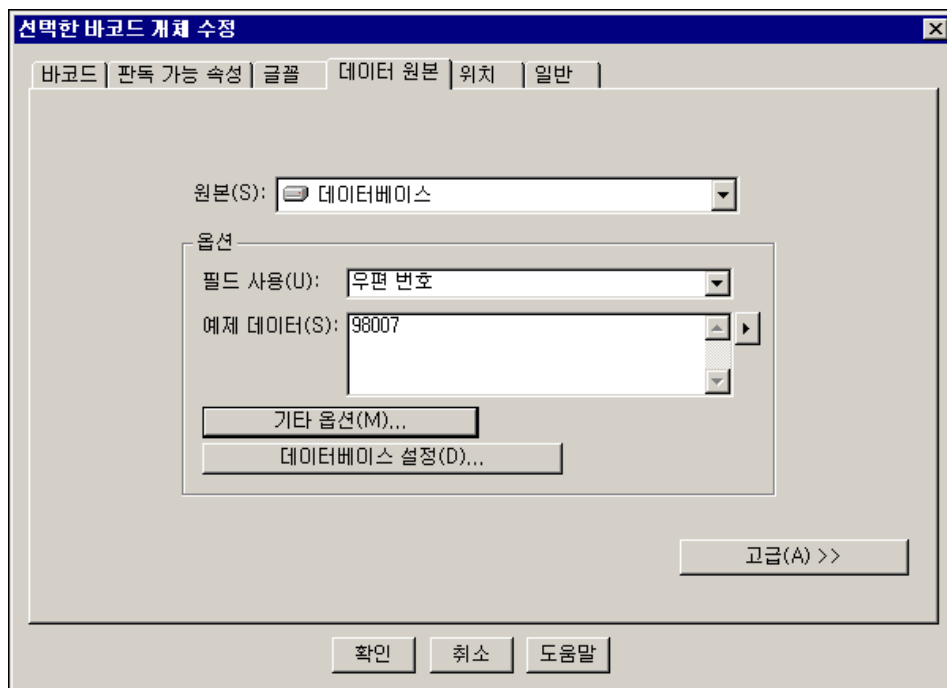 선택한 바코드 개체 수정
바코드 판독 가능 속성 글꼴 데이터 원본 위치 일반
원본(S): 데이터베이스
옵션
필드 사용(U): 우편 번호
예제 데이터(S): 98007
기타 옵션(M)...
데이터베이스 설정(D)...
고급(A) >>
확인 취소 도움말